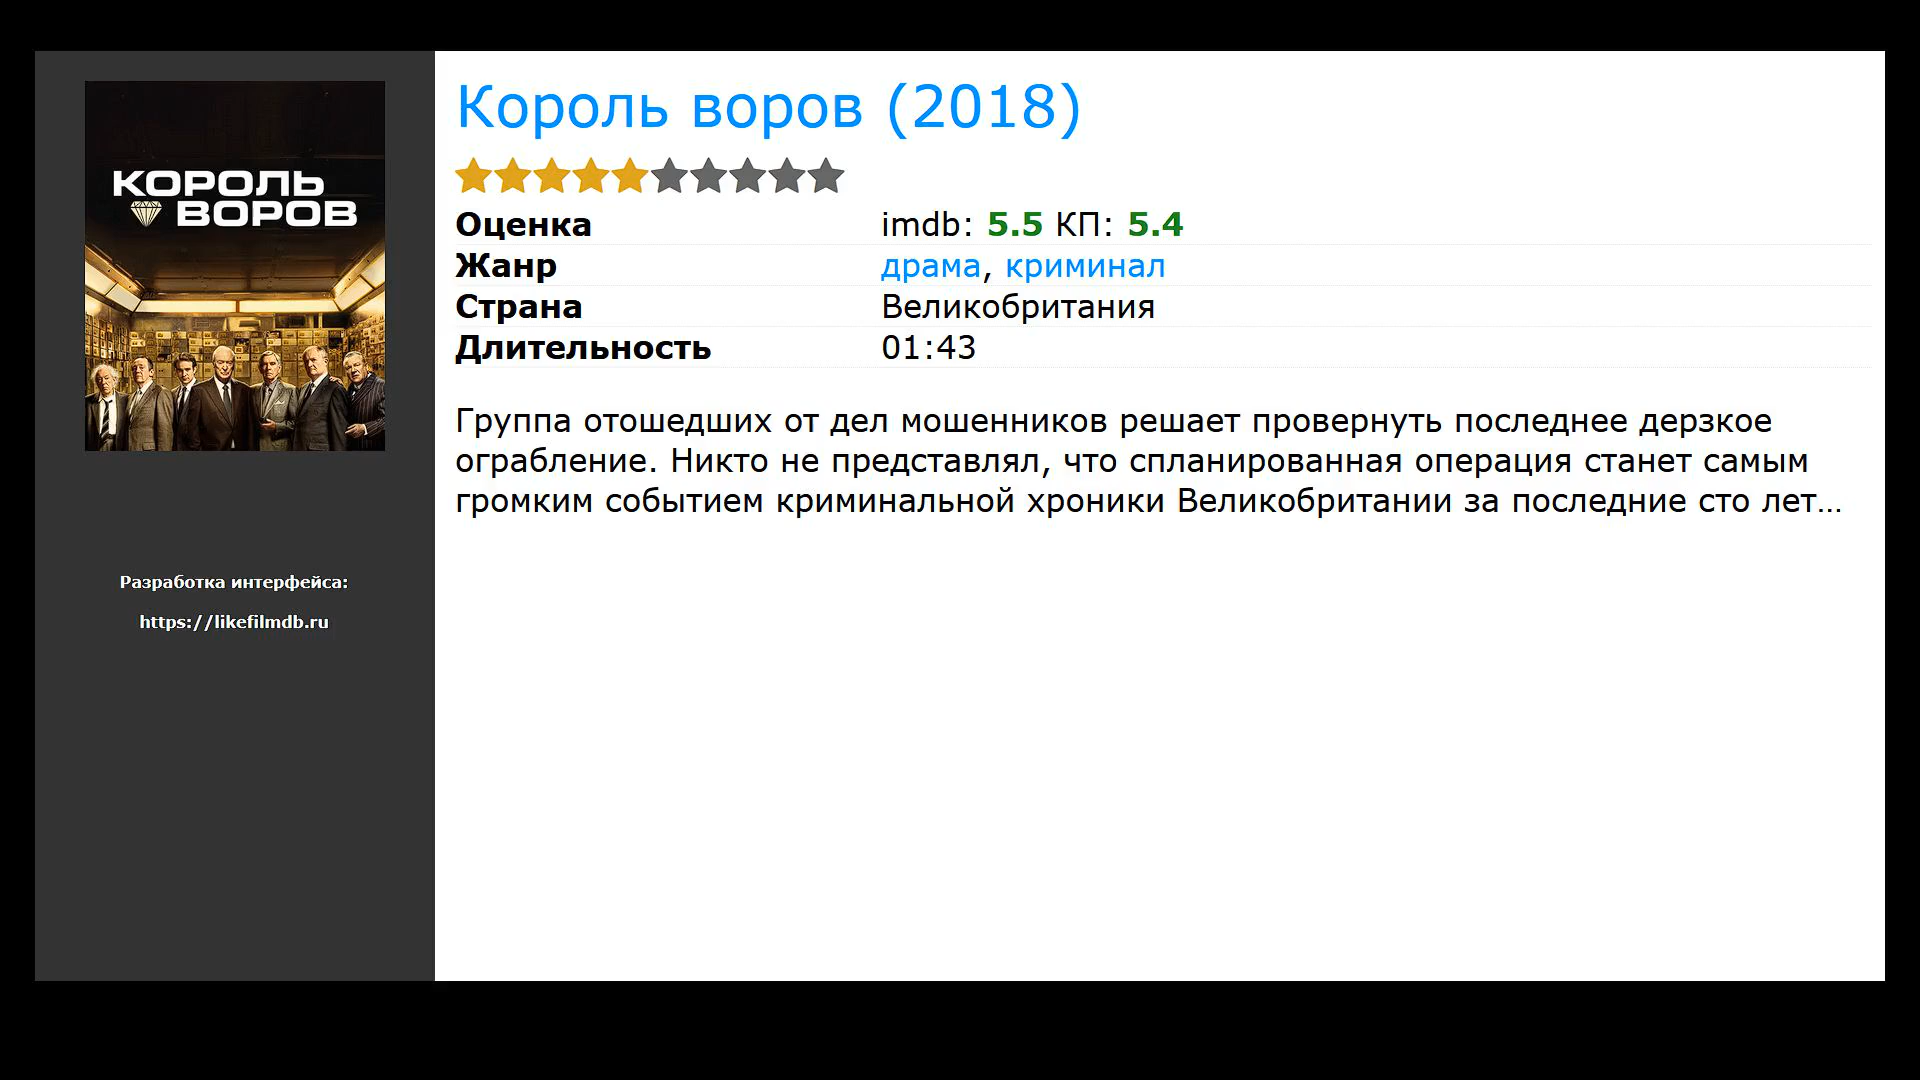 КОРОЛЬ
ВОРОВ
Разработка интерфейса:
https://likefilmdb.ru
Король воров (2018)
Оценка imdb: 5.5 КП: 5.4
Жанр драма, криминал
Страна Великобритания
Длительность 01:43
Группа отошедших от дел мошенников решает провернуть последнее дерзкое
ограбление. Никто не представлял, что спланированная операция станет самым
громким событием криминальной хроники Великобритании за последние сто лет…